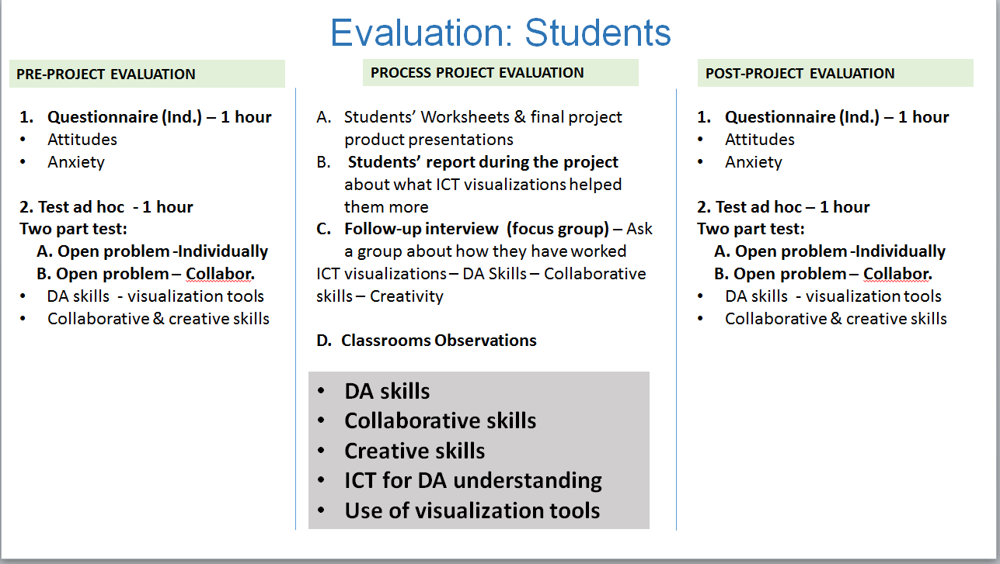 Evaluation: Students
PRE-PROJECT EVALUATION
1. Questionnaire (Ind.) – 1 hour
• Attitudes
• Anxiety
2. Test ad hoc - 1 hour
Two part test:
A. Open problem -Individually
B. Open problem – Collabor.
• DA skills - visualization tools
• Collaborative & creative skills
PROCESS PROJECT EVALUATION
A. Students’ Worksheets & final project
product presentations
B. Students’ report during the project
about what ICT visualizations helped
them more
C. Follow-up interview (focus group) – Ask
a group about how they have worked
ICT visualizations – DA Skills – Collaborative
skills – Creativity
D. Classrooms Observations
• DA skills
• Collaborative skills
• Creative skills
• ICT for DA understanding
• Use of visualization tools
POST-PROJECT EVALUATION
1. Questionnaire (Ind.) – 1 hour
• Attitudes
• Anxiety
2. Test ad hoc – 1 hour
Two part test:
A. Open problem -Individually
B. Open problem – Collabor.
• DA skills - visualization tools
• Collaborative & creative skills